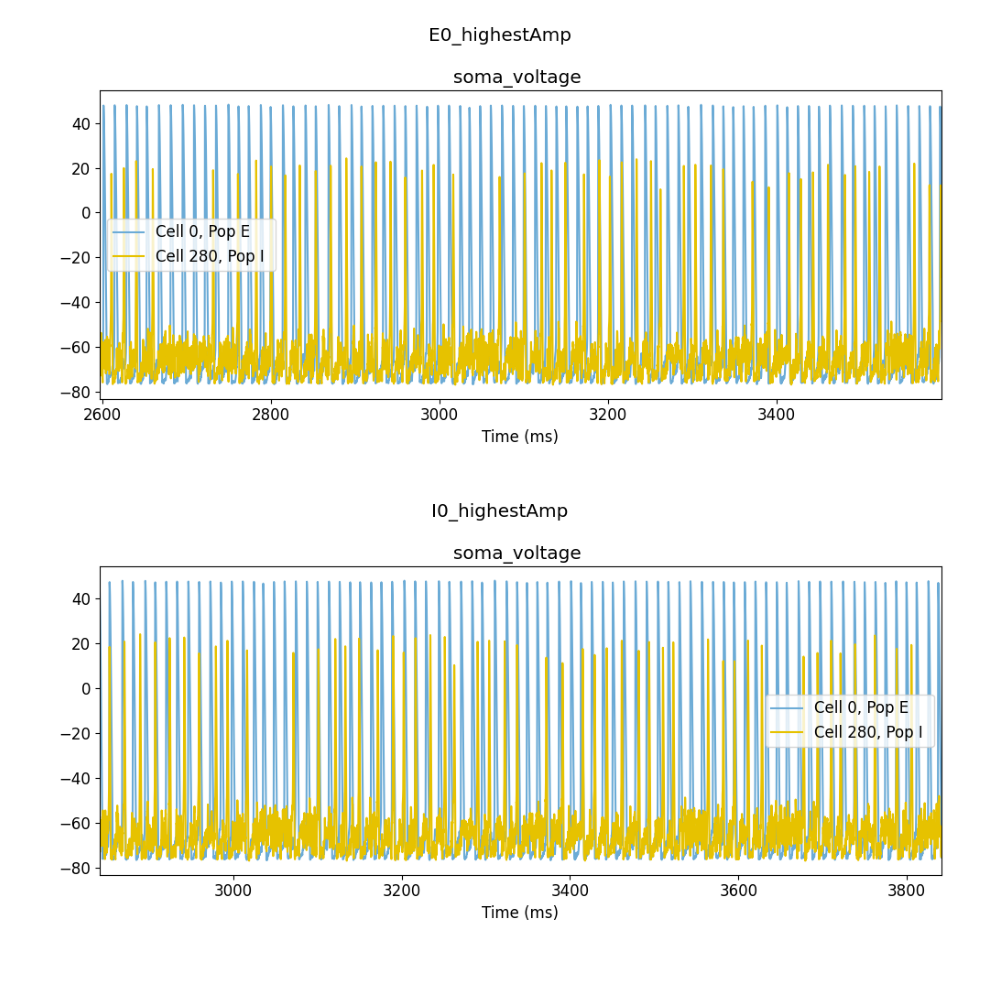 E0_highestAmp
soma_voltage
40
20
0
−20
−40
−60
−80
Cell 0, Pop E
Cell 280, Pop I
2600 2800 3000 3200 3400
Time (ms)
I0_highestAmp
soma_voltage
40
20
0
−20
−40
−60
−80
Cell 0, Pop E
Cell 280, Pop I
3000 3200 3400 3600 3800
Time (ms)